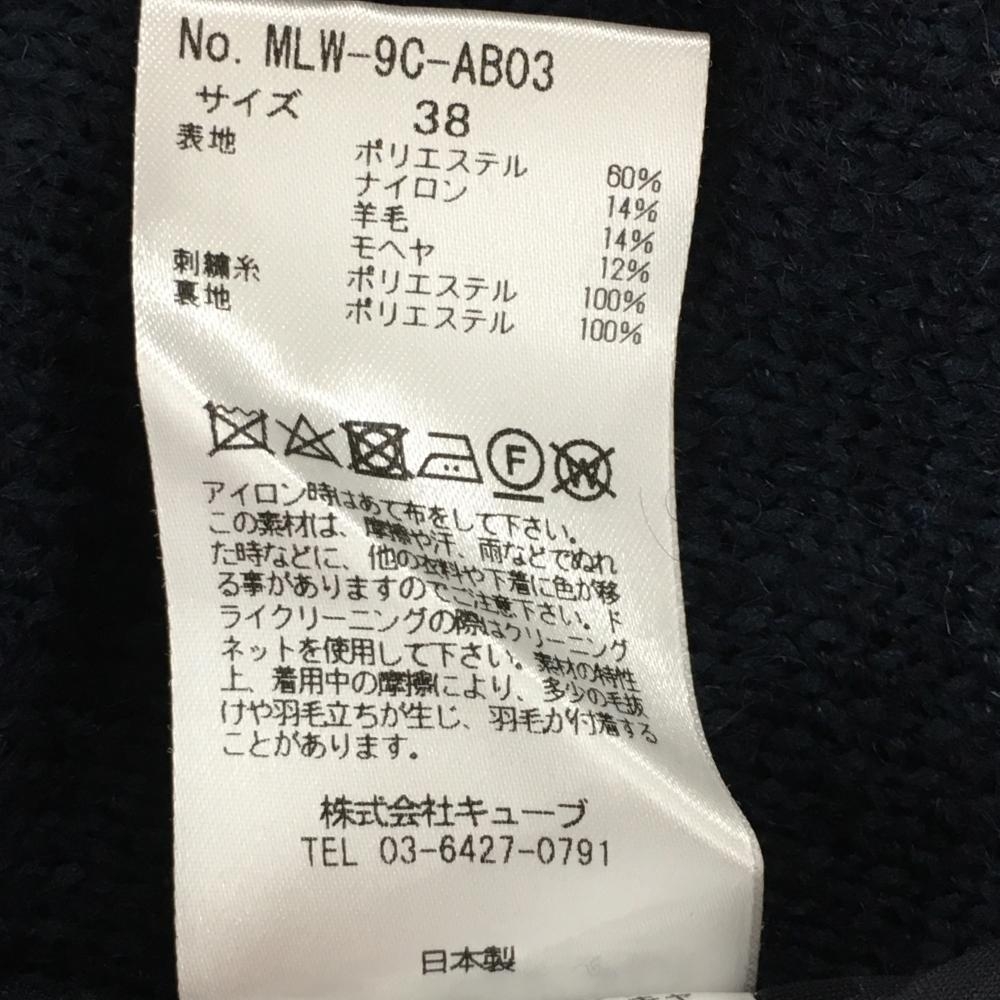 No. MLW-9C-AB03
サイズ 38
表地 ポリエステル 60%
ナイロン 14%
羊毛 14%
モヘヤ 12%
刺繍糸 ポリエステル 100%
裏地 ポリエステル 100%
F W
アイロン時はあて布をして下さい。
この素材は、摩擦や汗、雨などでぬれ
た時などに、他の衣料や下着に色が移
る事がありますのでご注意下さい。ド
ライクリーニングの際はクリーニング
ネットを使用して下さい。素材の特性
上、着用中の摩擦により、多少の毛抜
けや羽毛立ちが生じ、羽毛が付着する
ことがあります。
株式会社キューブ
TEL 03-6427-0791
日本製